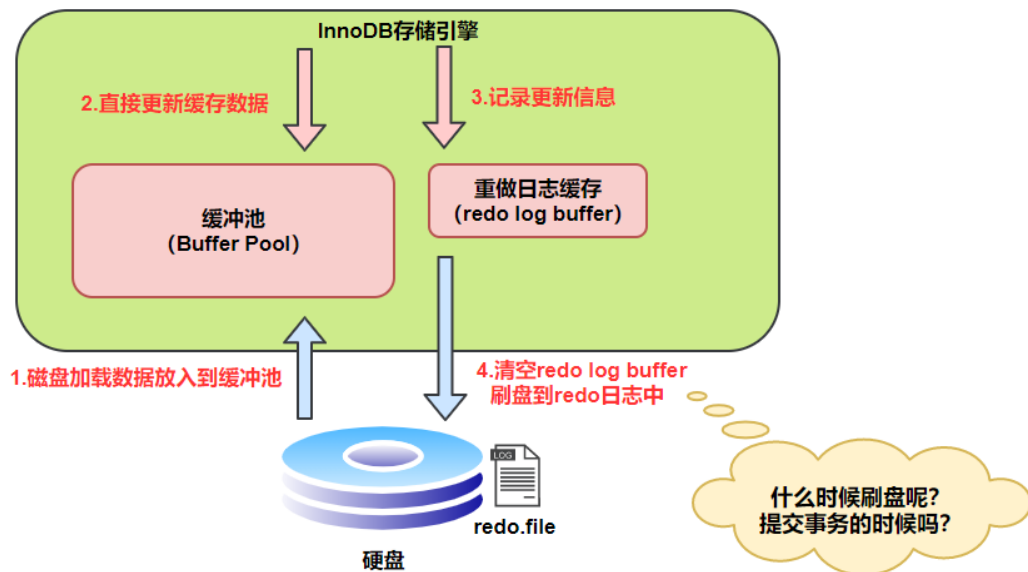 InnoDB存储引擎
2.直接更新缓存数据
3.记录更新信息
缓冲池
（Buffer Pool）
重做日志缓存
（redo log buffer）
1.磁盘加载数据放入到缓冲池
4.清空redo log buffer
刷盘到redo日志中
LOG
redo.file
硬盘
什么时候刷盘呢？
提交事务的时候吗？